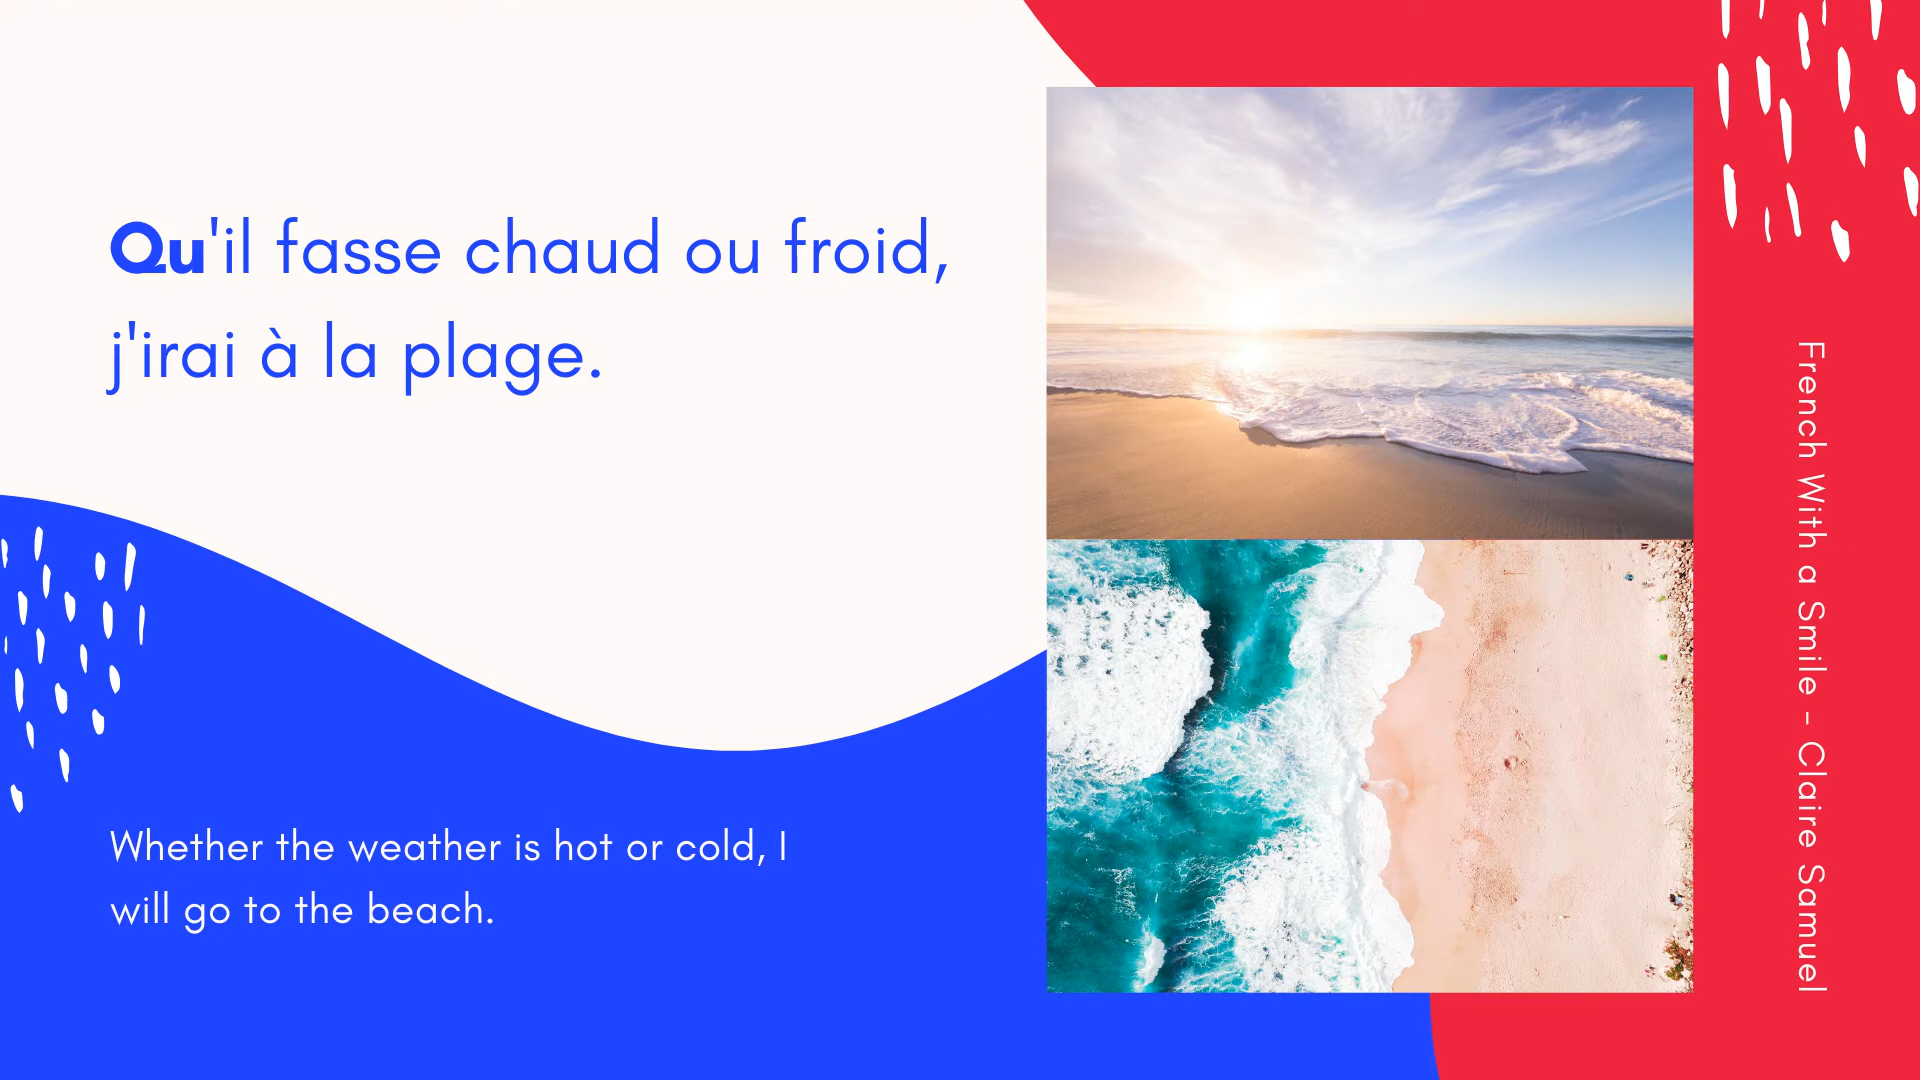 Qu'il fasse chaud ou froid,
j'irai à la plage.
Whether the weather is hot or cold, I
will go to the beach.
French With a Smile - Claire Samuel